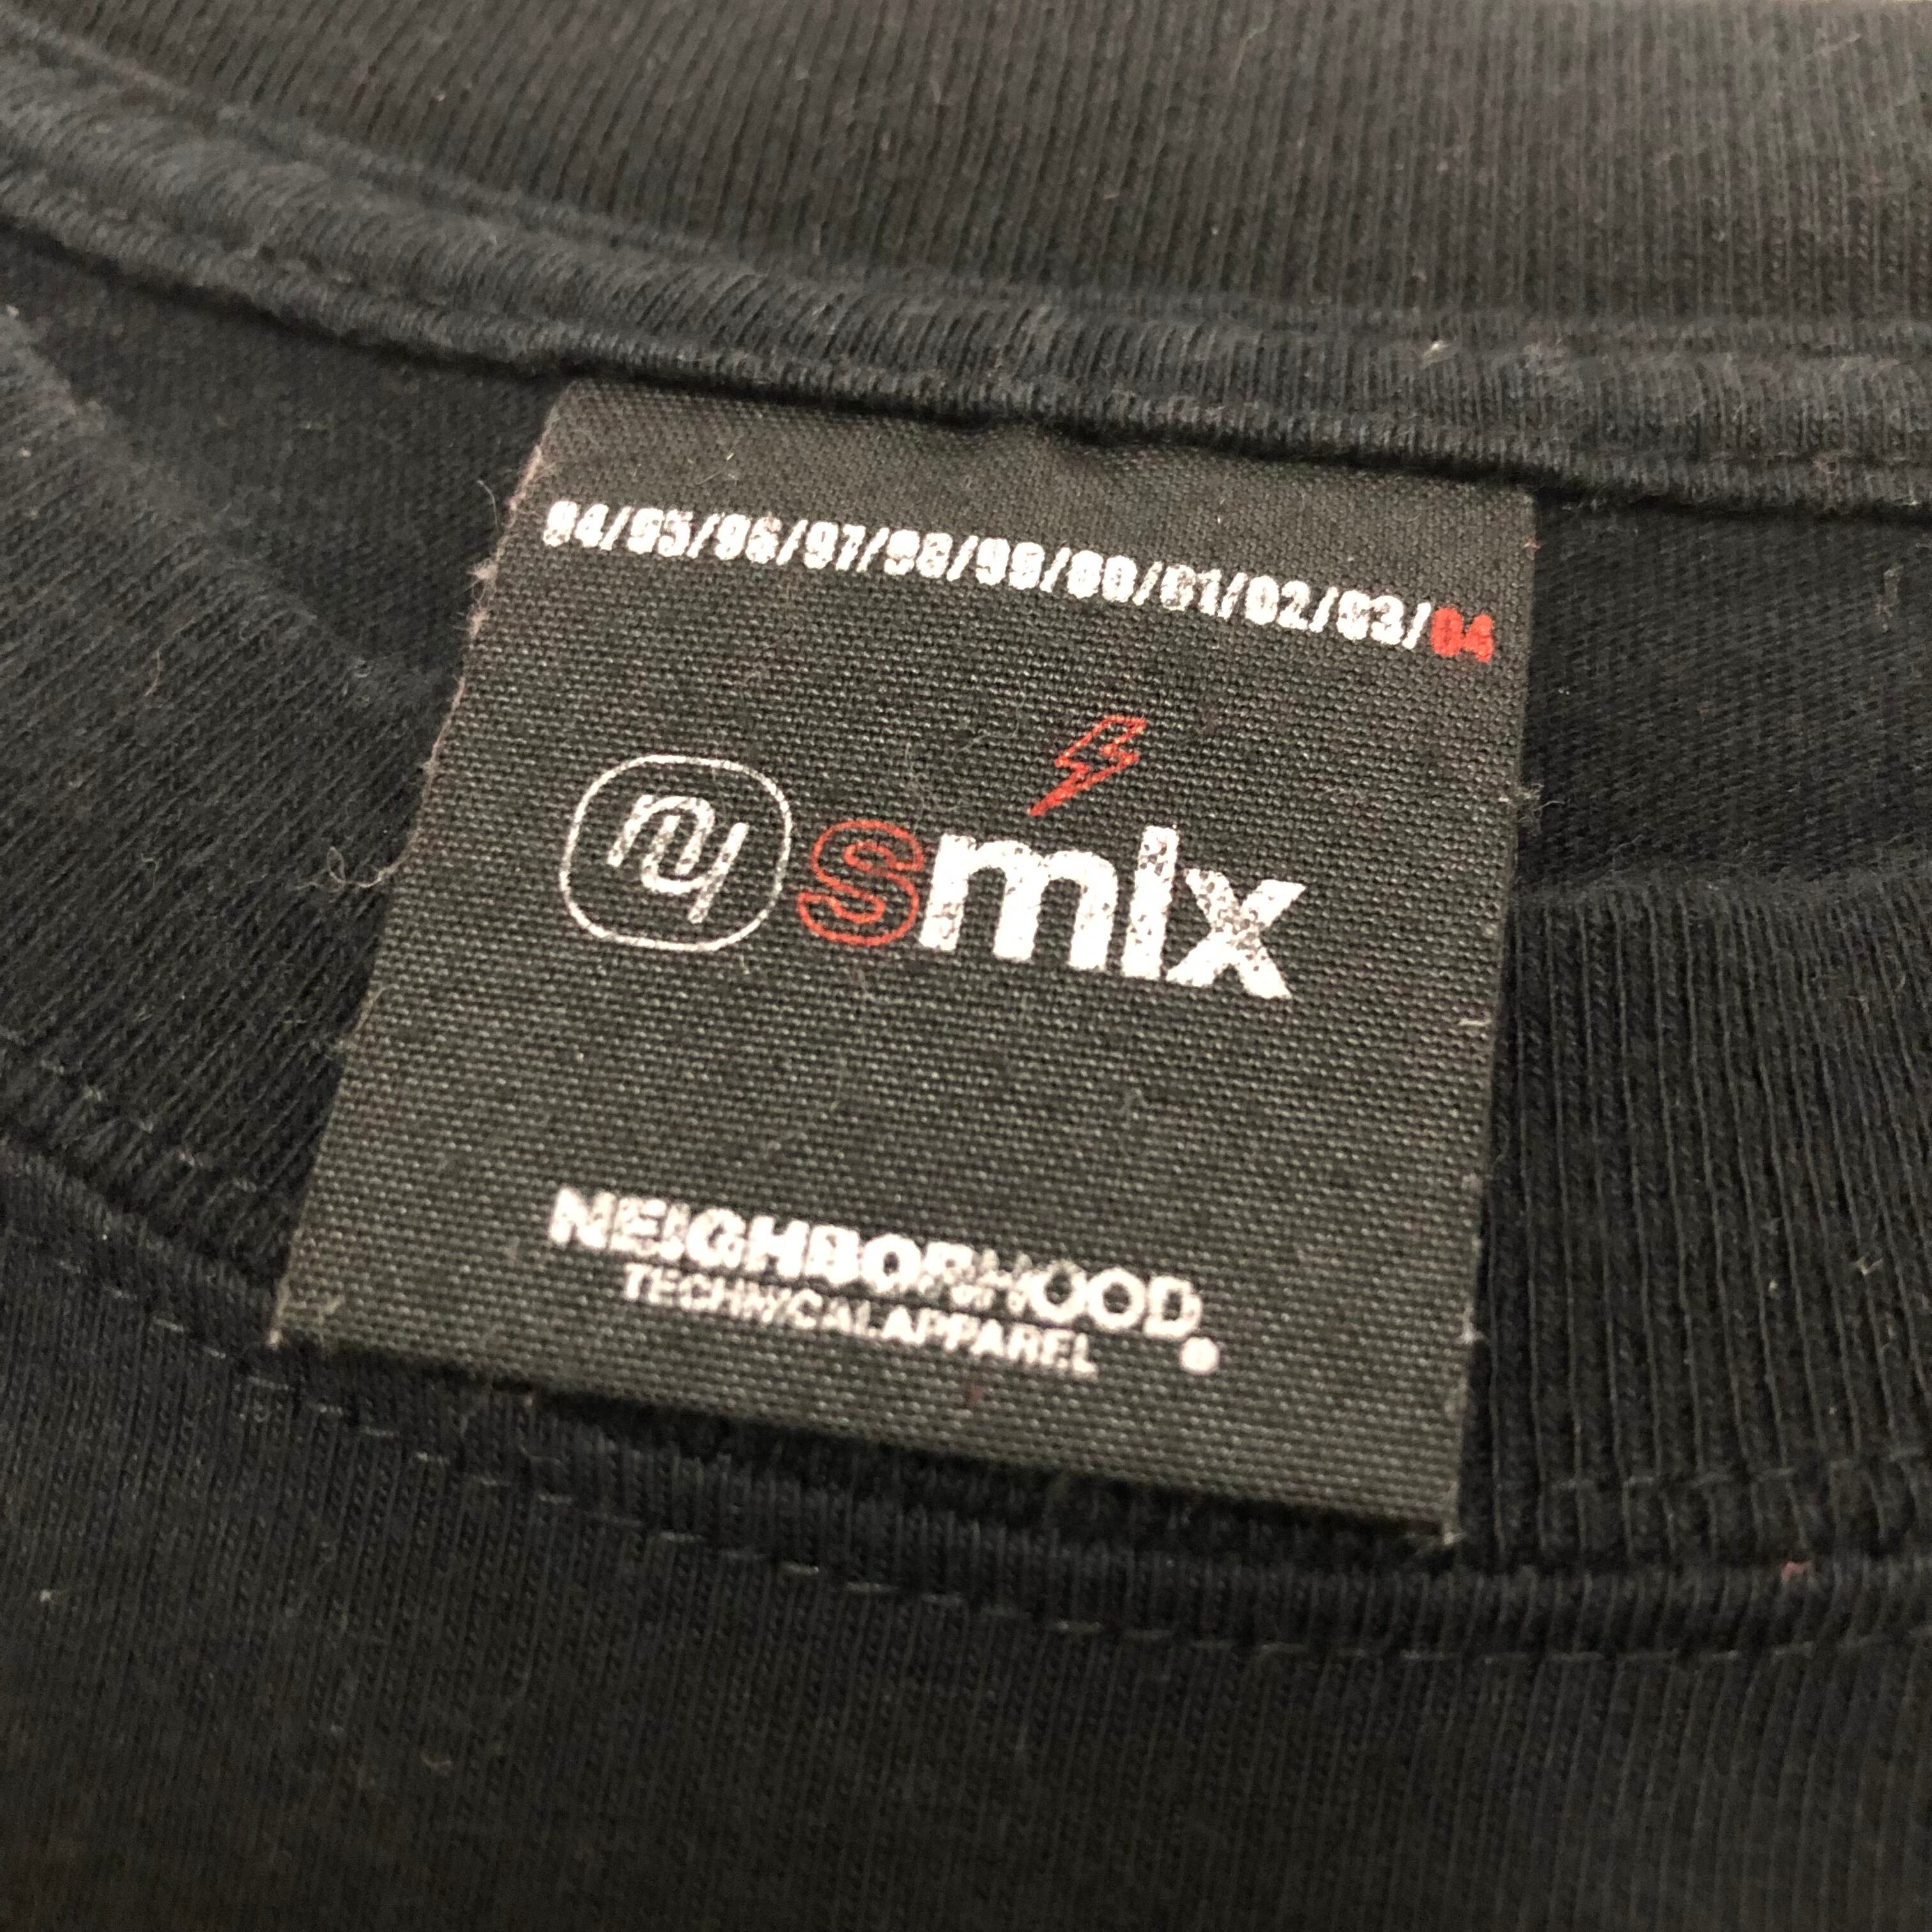 94/95/96/97/98/99/00/01/02/03/04
ny smix
NEIGHBORHOOD®
TECHNICALAPPAREL